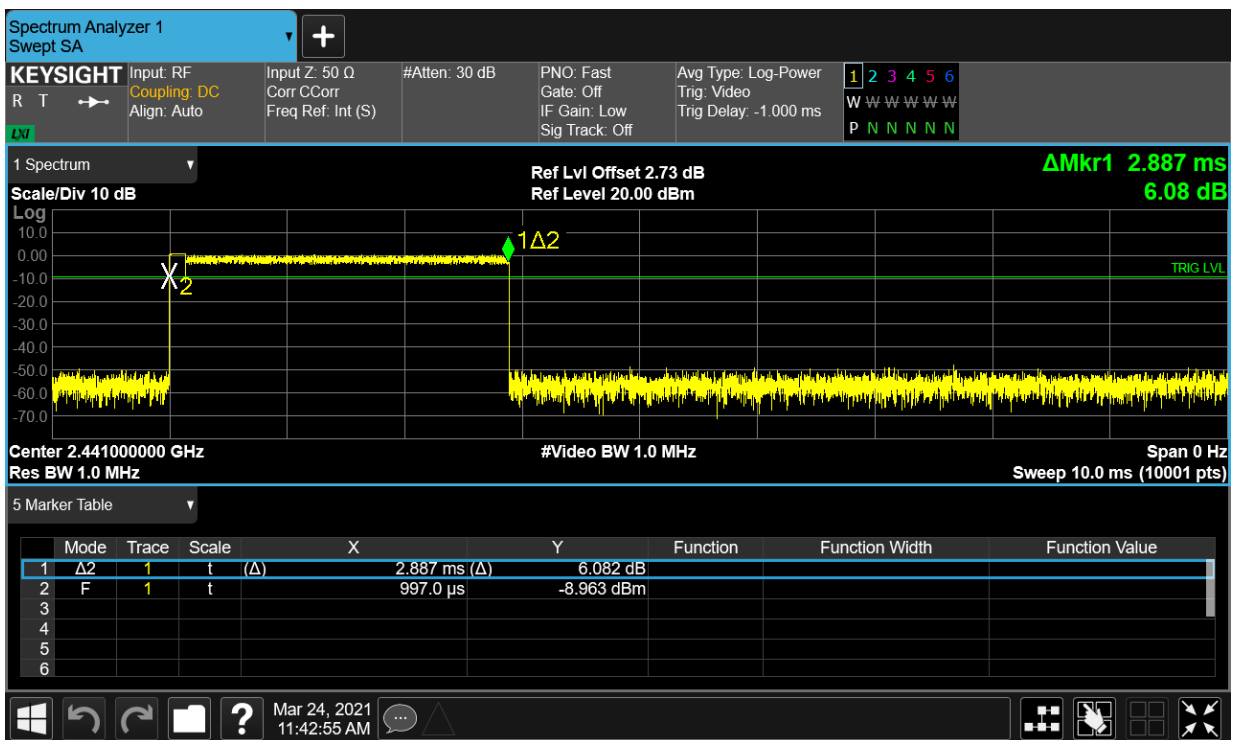 Spectrum Analyzer 1
Swept SA
+
KEYSIGHT
R T
LXI
Input: RF
Coupling: DC
Align: Auto
Input Z: 50 Ω
Corr CCorr
Freq Ref: Int (S)
#Atten: 30 dB
PNO: Fast
Gate: Off
IF Gain: Low
Sig Track: Off
Avg Type: Log-Power
Trig: Video
Trig Delay: -1.000 ms
1 2 3 4 5 6
W W W W W W
P N N N N N
1 Spectrum
Scale/Div 10 dB
Ref Lvl Offset 2.73 dB
Ref Level 20.00 dBm
ΔMkr1 2.887 ms
6.08 dB
Log
10.0
0.00
-10.0
-20.0
-30.0
-40.0
-50.0
-60.0
-70.0
1Δ2
2
TRIG LVL
Center 2.441000000 GHz
Res BW 1.0 MHz
#Video BW 1.0 MHz
Span 0 Hz
Sweep 10.0 ms (10001 pts)
5 Marker Table
Mode Trace Scale X Y Function Function Width Function Value
1 Δ2 1 t (Δ) 2.887 ms (Δ) 6.082 dB
2 F 1 t 997.0 µs -8.963 dBm
3
4
5
6
?
Mar 24, 2021
11:42:55 AM